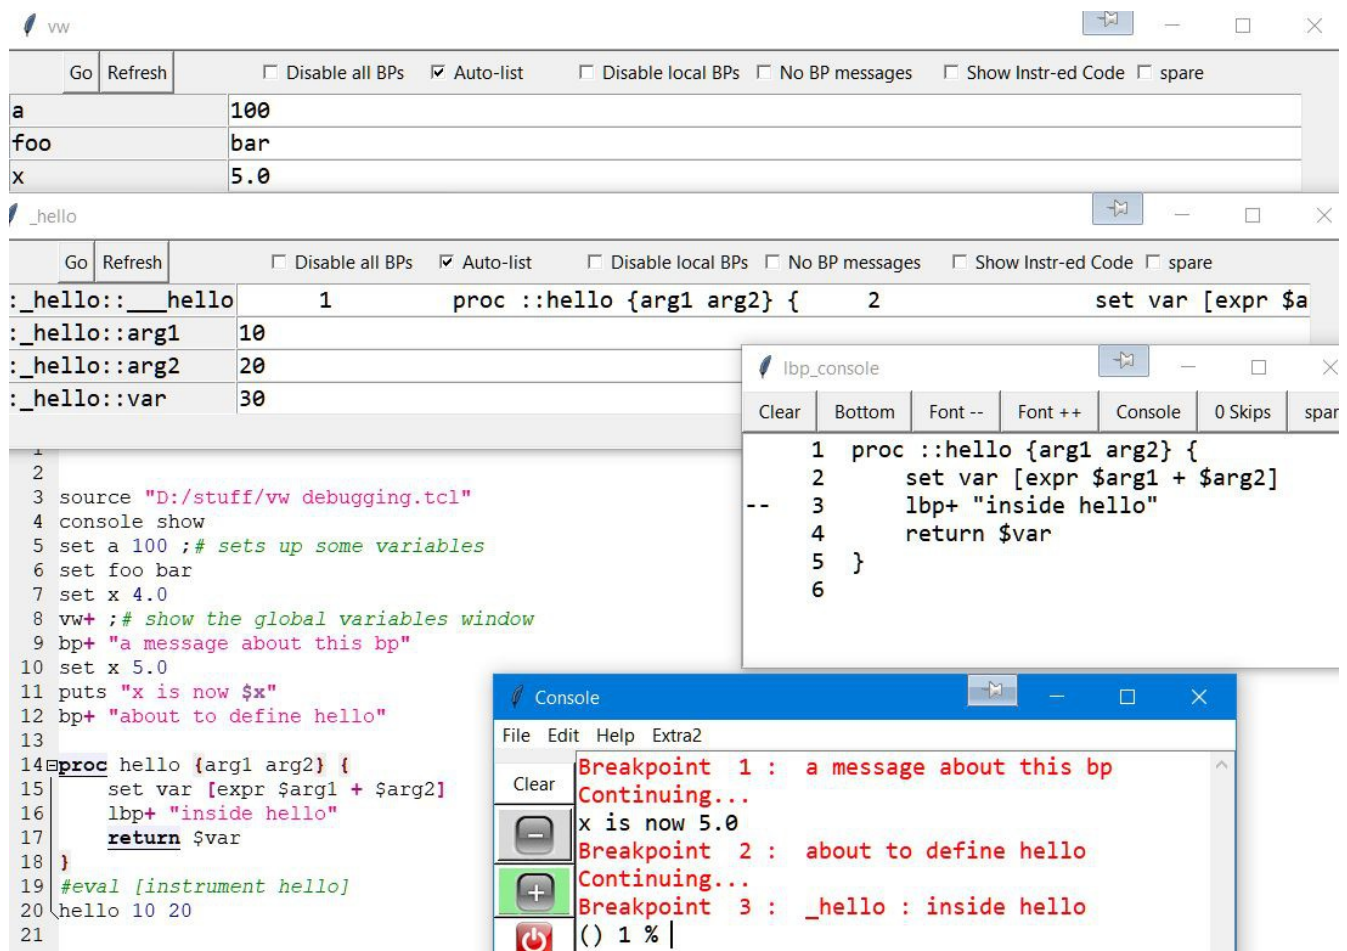 vw
Go Refresh Disable all BPs Auto-list Disable local BPs No BP messages Show Instr-ed Code spare
a 100
foo bar
x 5.0
_hello
Go Refresh Disable all BPs Auto-list Disable local BPs No BP messages Show Instr-ed Code spare
:_hello::___hello 1 proc ::hello {arg1 arg2} { 2 set var [expr $a
:_hello::arg1 10
:_hello::arg2 20
:_hello::var 30
lbp_console
Clear Bottom Font -- Font ++ Console 0 Skips spar
1 proc ::hello {arg1 arg2} {
2 set var [expr $arg1 + $arg2]
-- 3 lbp+ "inside hello"
4 return $var
5 }
6
1
2
3 source "D:/stuff/vw debugging.tcl"
4 console show
5 set a 100 ;# sets up some variables
6 set foo bar
7 set x 4.0
8 vw+ ;# show the global variables window
9 bp+ "a message about this bp"
10 set x 5.0
11 puts "x is now $x"
12 bp+ "about to define hello"
13
14 proc hello {arg1 arg2} {
15 set var [expr $arg1 + $arg2]
16 lbp+ "inside hello"
17 return $var
18 }
19 #eval [instrument hello]
20 hello 10 20
21
Console
File Edit Help Extra2
Clear
Breakpoint 1 : a message about this bp
Continuing...
x is now 5.0
Breakpoint 2 : about to define hello
Continuing...
Breakpoint 3 : _hello : inside hello
() 1 %